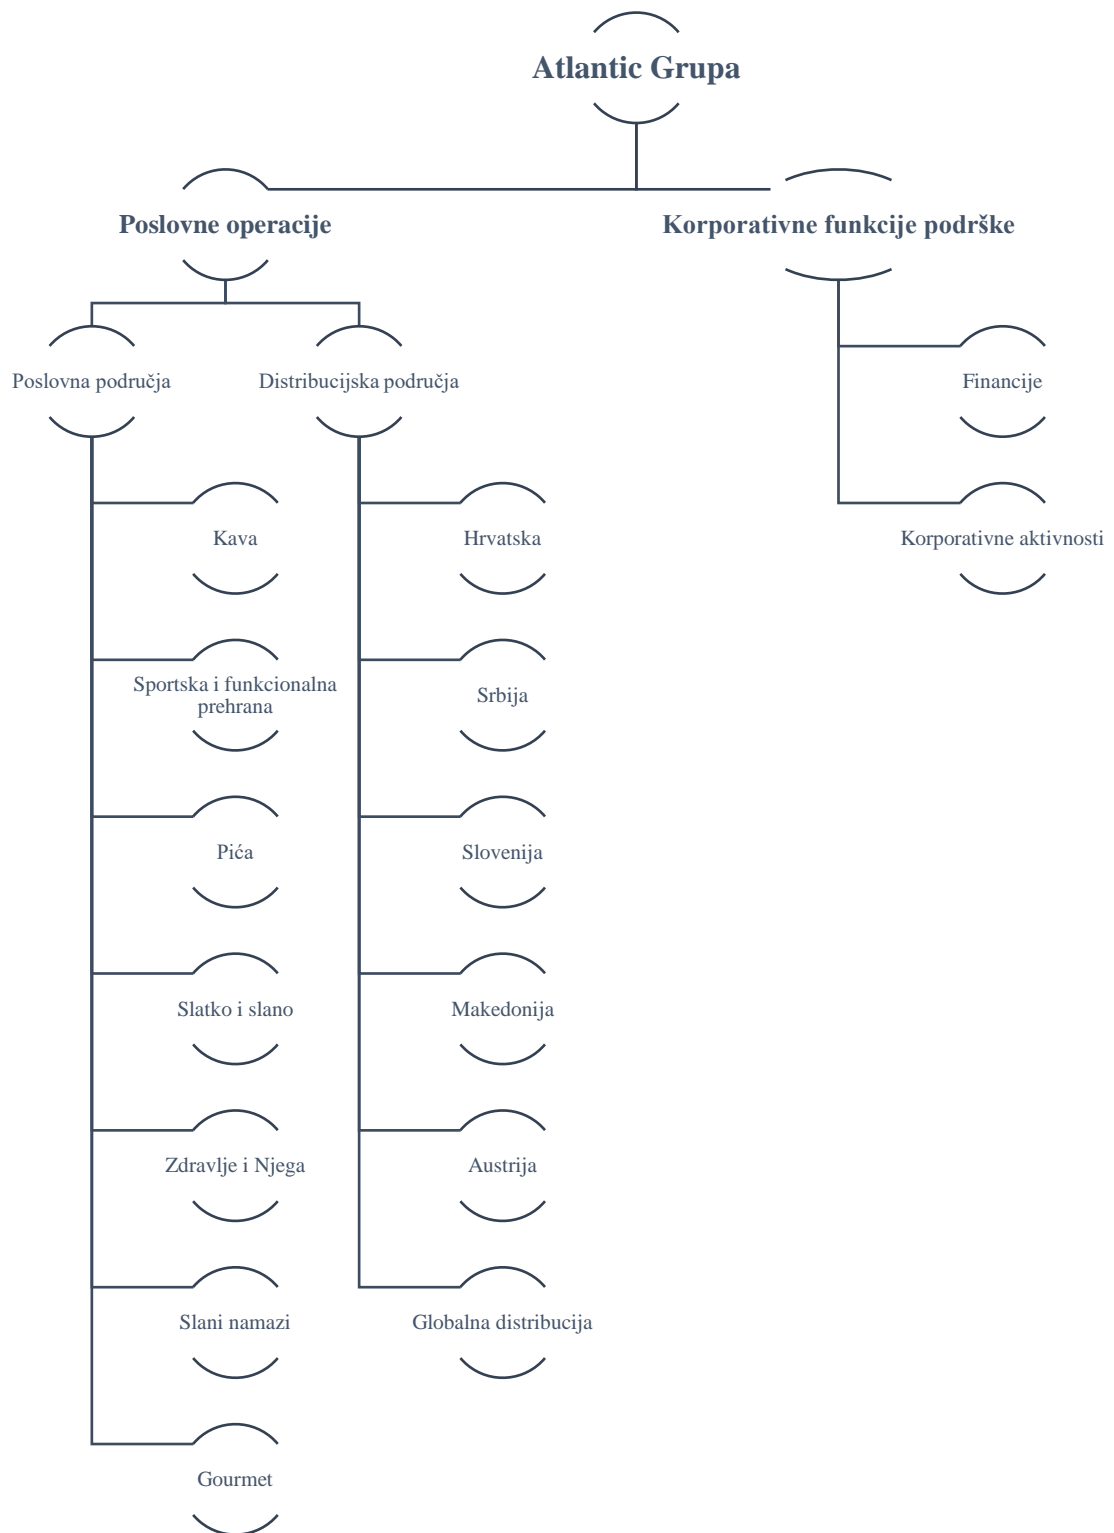 Atlantic Grupa
Poslovne operacije
Korporativne funkcije podrške
Poslovna područja
Distribucijska područja
Financije
Kava
Hrvatska
Korporativne aktivnosti
Sportska i funkcionalna
prehrana
Srbija
Pića
Slovenija
Slatko i slano
Makedonija
Zdravlje i Njega
Austrija
Slani namazi
Globalna distribucija
Gourmet